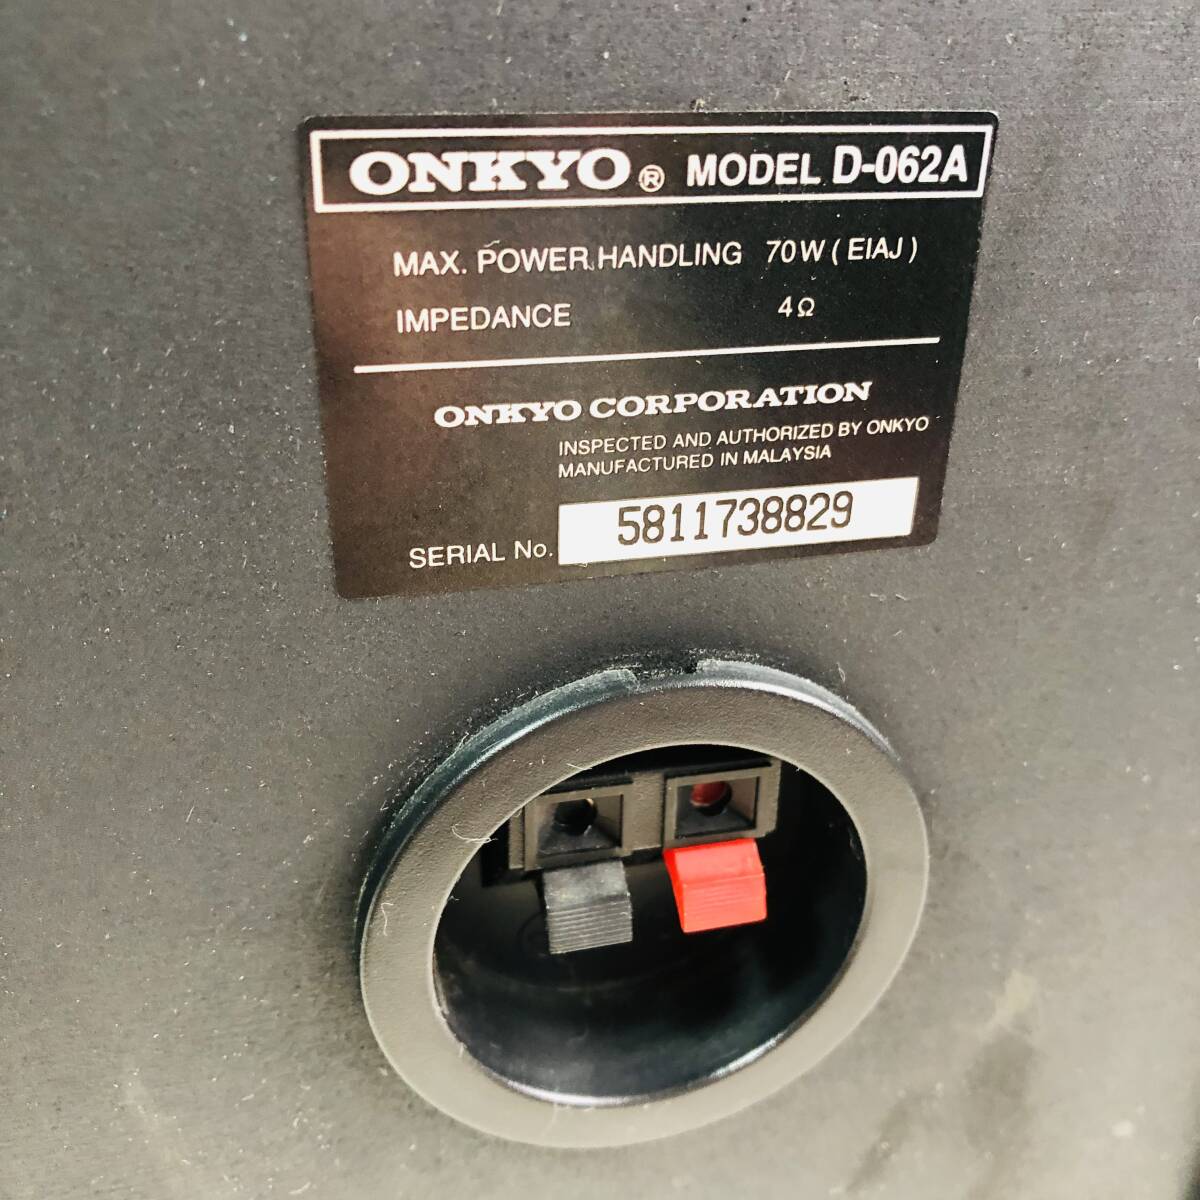 ONKYO® MODEL D-062A
MAX. POWER HANDLING 70W ( EIAJ )
IMPEDANCE 4Ω
ONKYO CORPORATION
INSPECTED AND AUTHORIZED BY ONKYO
MANUFACTURED IN MALAYSIA
SERIAL No. 5811738829